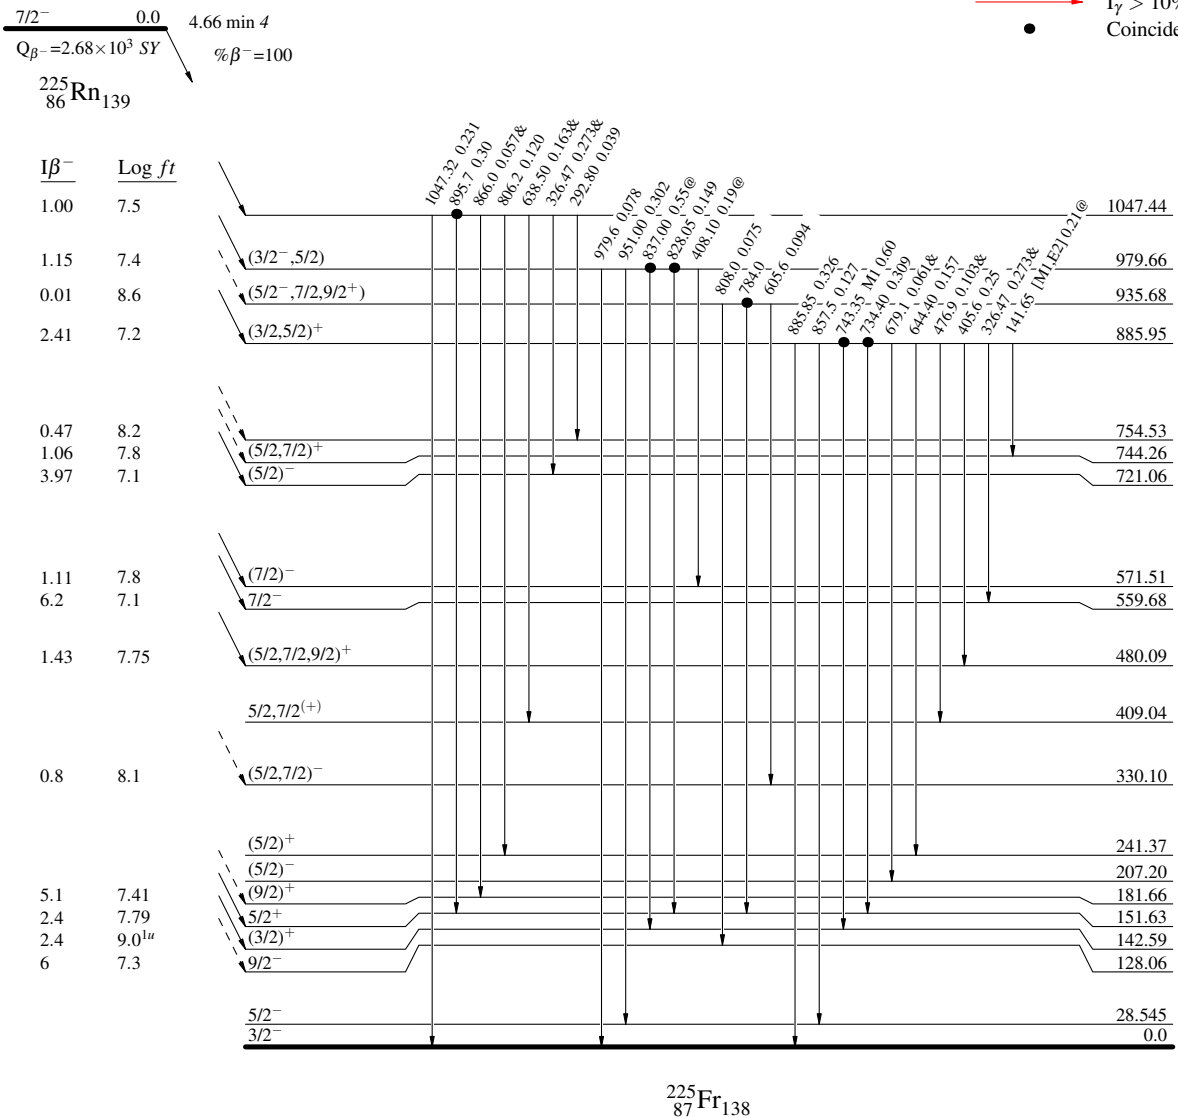 7/2− 0.0 4.66 min 4
Qβ−=2.68×10³ SY
%β−=100
²²⁵₈₆Rn₁₃₉
Iγ > 10%
Coincide
Iβ− Log ft
1047.32 0.231
895.7 0.30
866.0 0.057&
806.2 0.120
638.50 0.163&
326.47 0.273&
292.80 0.039
979.6 0.078
951.00 0.302
837.00 0.55@
828.05 0.149
408.10 0.19@
808.0 0.075
784.0
605.6 0.094
885.85 0.326
857.5 0.127
743.35 M1 0.60
734.40 0.309
679.1 0.061&
644.40 0.157
476.9 0.103&
405.6 0.25
326.47 0.273&
141.65 [M1,E2] 0.21@
1.00 7.5 1047.44
1.15 7.4 (3/2−,5/2) 979.66
0.01 8.6 (5/2−,7/2,9/2+) 935.68
2.41 7.2 (3/2,5/2)+ 885.95
0.47 8.2 754.53
1.06 7.8 (5/2,7/2)+ 744.26
3.97 7.1 (5/2)− 721.06
1.11 7.8 (7/2)− 571.51
6.2 7.1 7/2− 559.68
1.43 7.75 (5/2,7/2,9/2)+ 480.09
5/2,7/2(+) 409.04
0.8 8.1 (5/2,7/2)− 330.10
(5/2)+ 241.37
(5/2)− 207.20
5.1 7.41 (9/2)+ 181.66
2.4 7.79 5/2+ 151.63
2.4 9.0¹ᵘ (3/2)+ 142.59
6 7.3 9/2− 128.06
5/2− 28.545
3/2− 0.0
²²⁵₈₇Fr₁₃₈